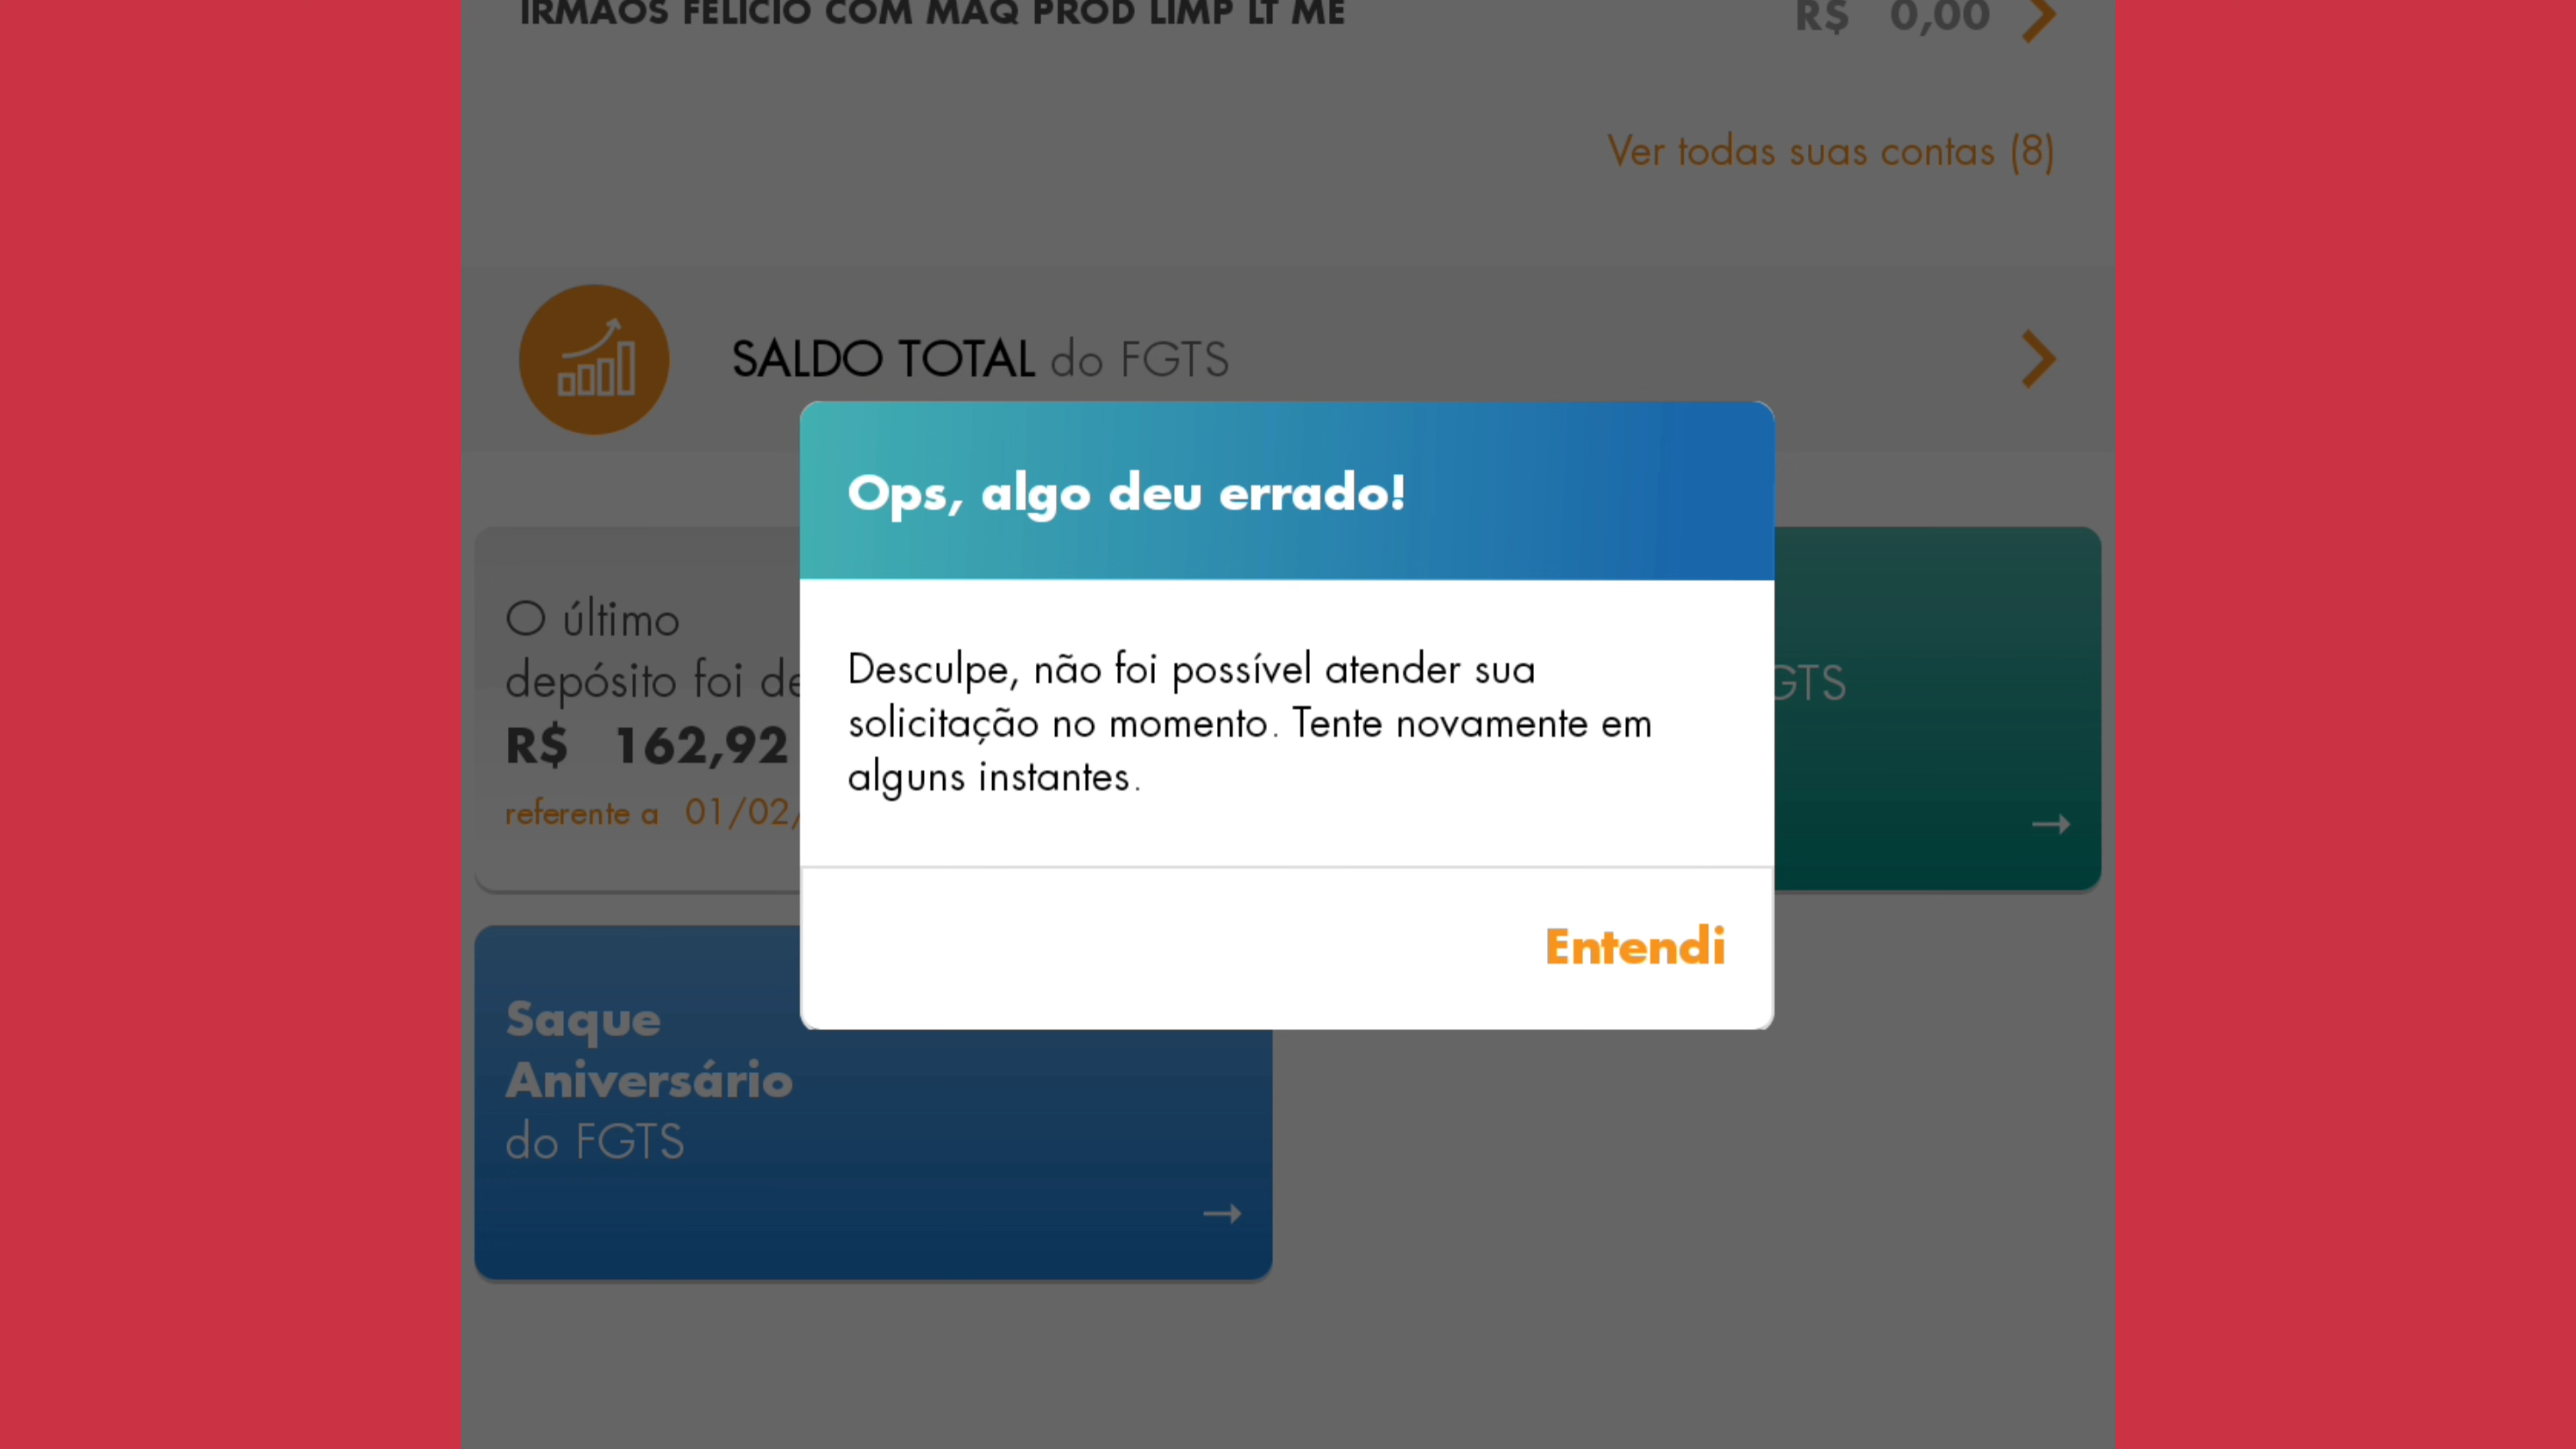 IRMAOS FELICIO COM MAQ PROD LIMP LT ME
R$ 0,00
Ver todas suas contas (8)
SALDO TOTAL do FGTS
Ops, algo deu errado!
Desculpe, não foi possível atender sua
solicitação no momento. Tente novamente em
alguns instantes.
Entendi
O último
depósito foi de
R$ 162,92
referente a 01/02/
GTS
Saque
Aniversário
do FGTS